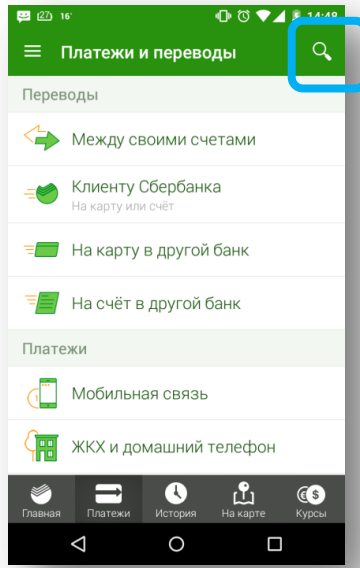 27 16° 14:48
Платежи и переводы
Переводы
Между своими счетами
Клиенту Сбербанка
На карту или счёт
На карту в другой банк
На счёт в другой банк
Платежи
Мобильная связь
ЖКХ и домашний телефон
Главная Платежи История На карте Курсы